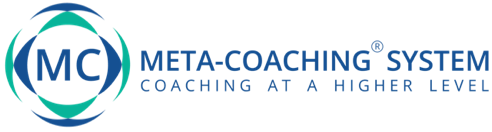 MC
META-COACHING® SYSTEM
COACHING AT A HIGHER LEVEL